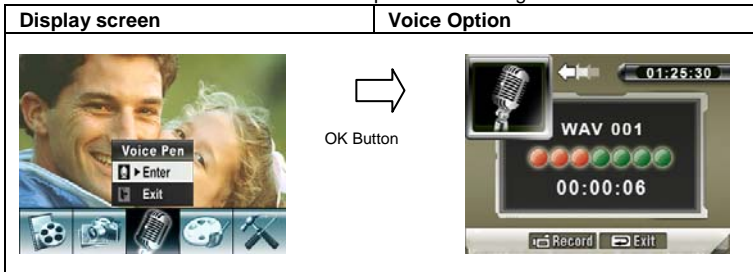 Display screen Voice Option
Voice Pen
Enter
Exit
OK Button
01:25:30
WAV 001
00:00:06
Record Exit